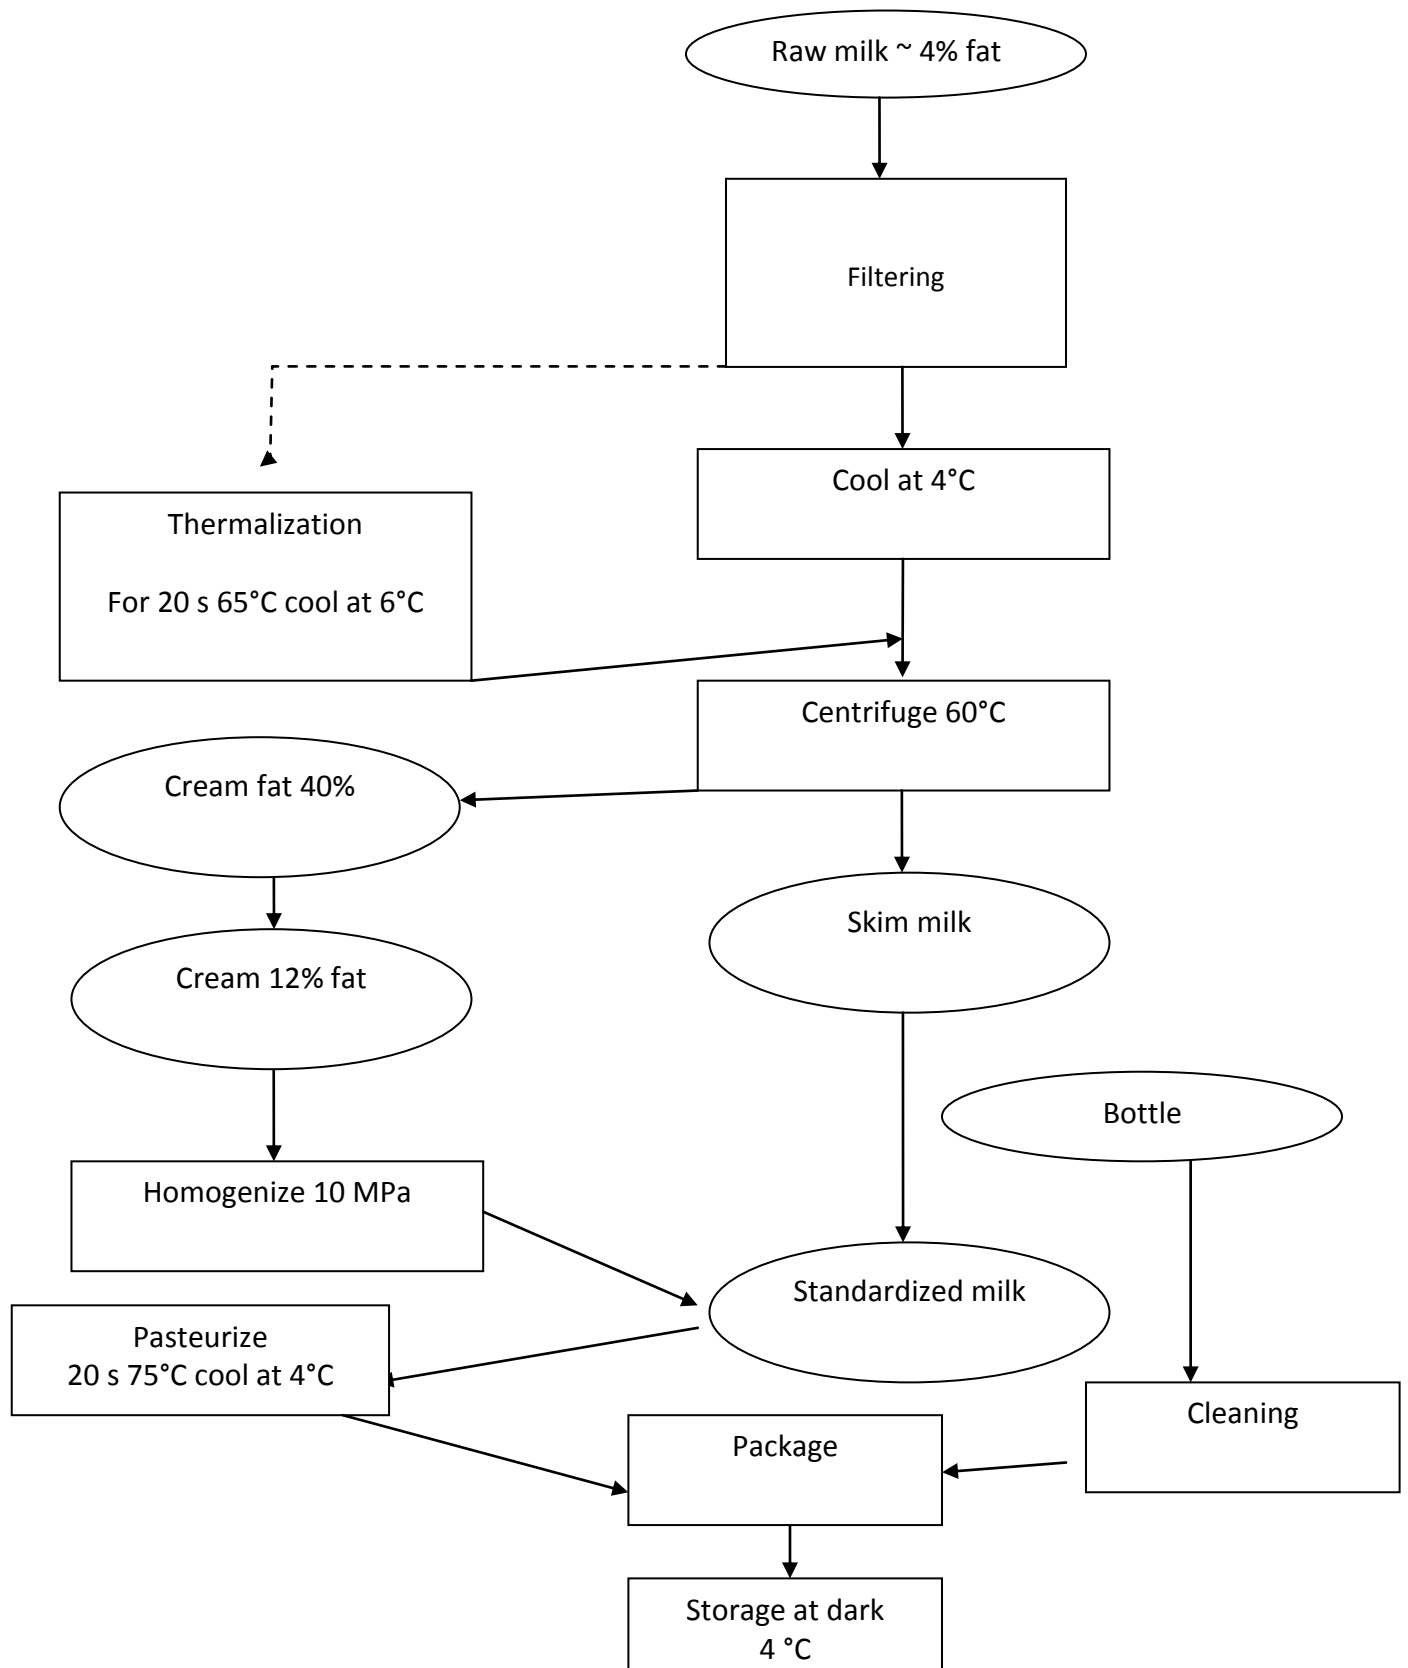 Raw milk ~ 4% fat
Filtering
Cool at 4°C
Thermalization
For 20 s 65°C cool at 6°C
Centrifuge 60°C
Cream fat 40%
Skim milk
Cream 12% fat
Bottle
Homogenize 10 MPa
Standardized milk
Pasteurize
20 s 75°C cool at 4°C
Cleaning
Package
Storage at dark
4 °C